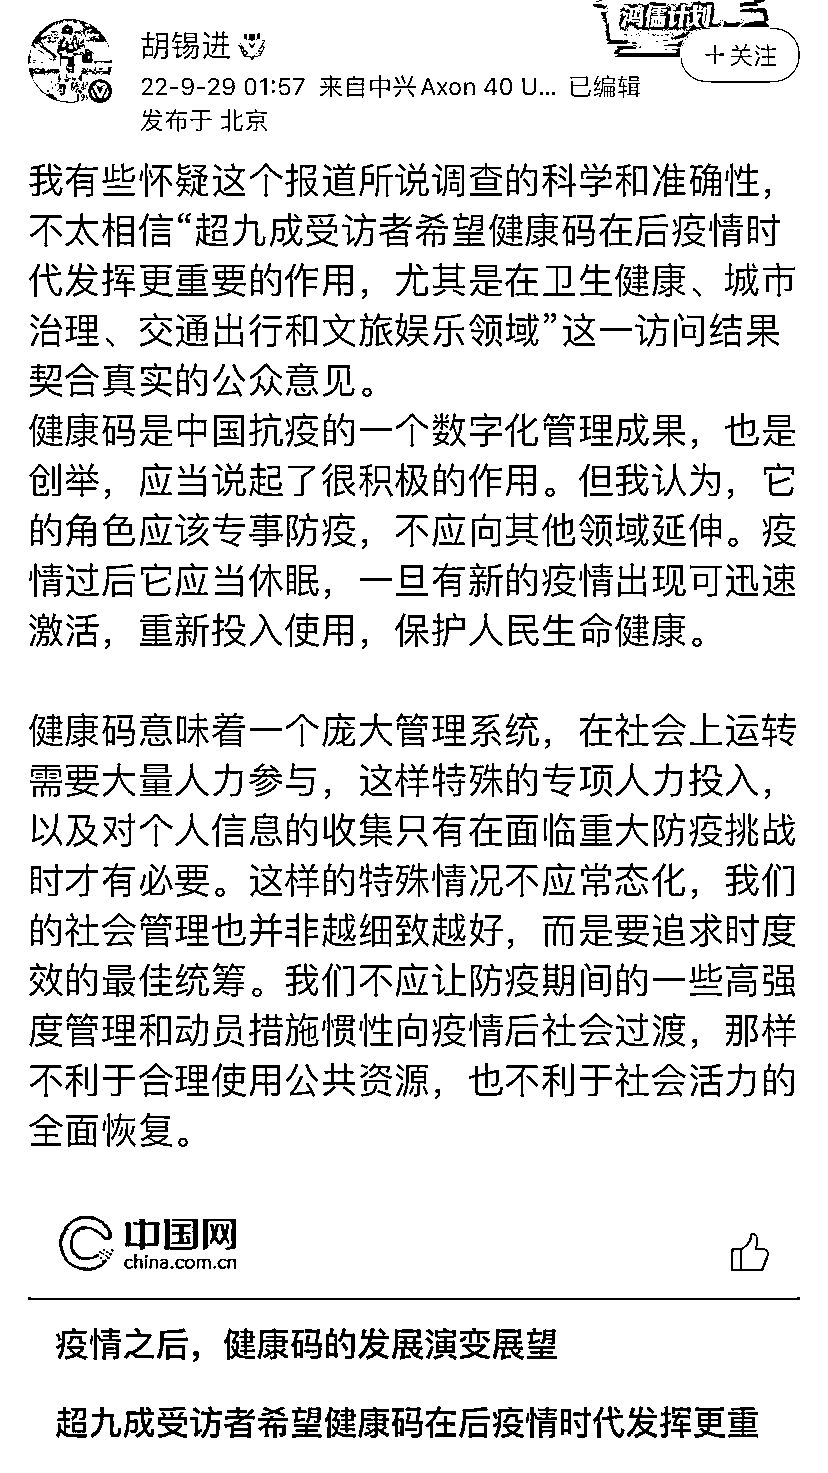 鸿儒计划
胡锡进
+关注
22-9-29 01:57 来自中兴Axon 40 U... 已编辑
发布于 北京
我有些怀疑这个报道所说调查的科学和准确性，
不太相信“超九成受访者希望健康码在后疫情时
代发挥更重要的作用，尤其是在卫生健康、城市
治理、交通出行和文旅娱乐领域”这一访问结果
契合真实的公众意见。
健康码是中国抗疫的一个数字化管理成果，也是
创举，应当说起了很积极的作用。但我认为，它
的角色应该专事防疫，不应向其他领域延伸。疫
情过后它应当休眠，一旦有新的疫情出现可迅速
激活，重新投入使用，保护人民生命健康。
健康码意味着一个庞大管理系统，在社会上运转
需要大量人力参与，这样特殊的专项人力投入，
以及对个人信息的收集只有在面临重大防疫挑战
时才有必要。这样的特殊情况不应常态化，我们
的社会管理也并非越细致越好，而是要追求时度
效的最佳统筹。我们不应让防疫期间的一些高强
度管理和动员措施惯性向疫情后社会过渡，那样
不利于合理使用公共资源，也不利于社会活力的
全面恢复。
中国网
china.com.cn
疫情之后，健康码的发展演变展望
超九成受访者希望健康码在后疫情时代发挥更重